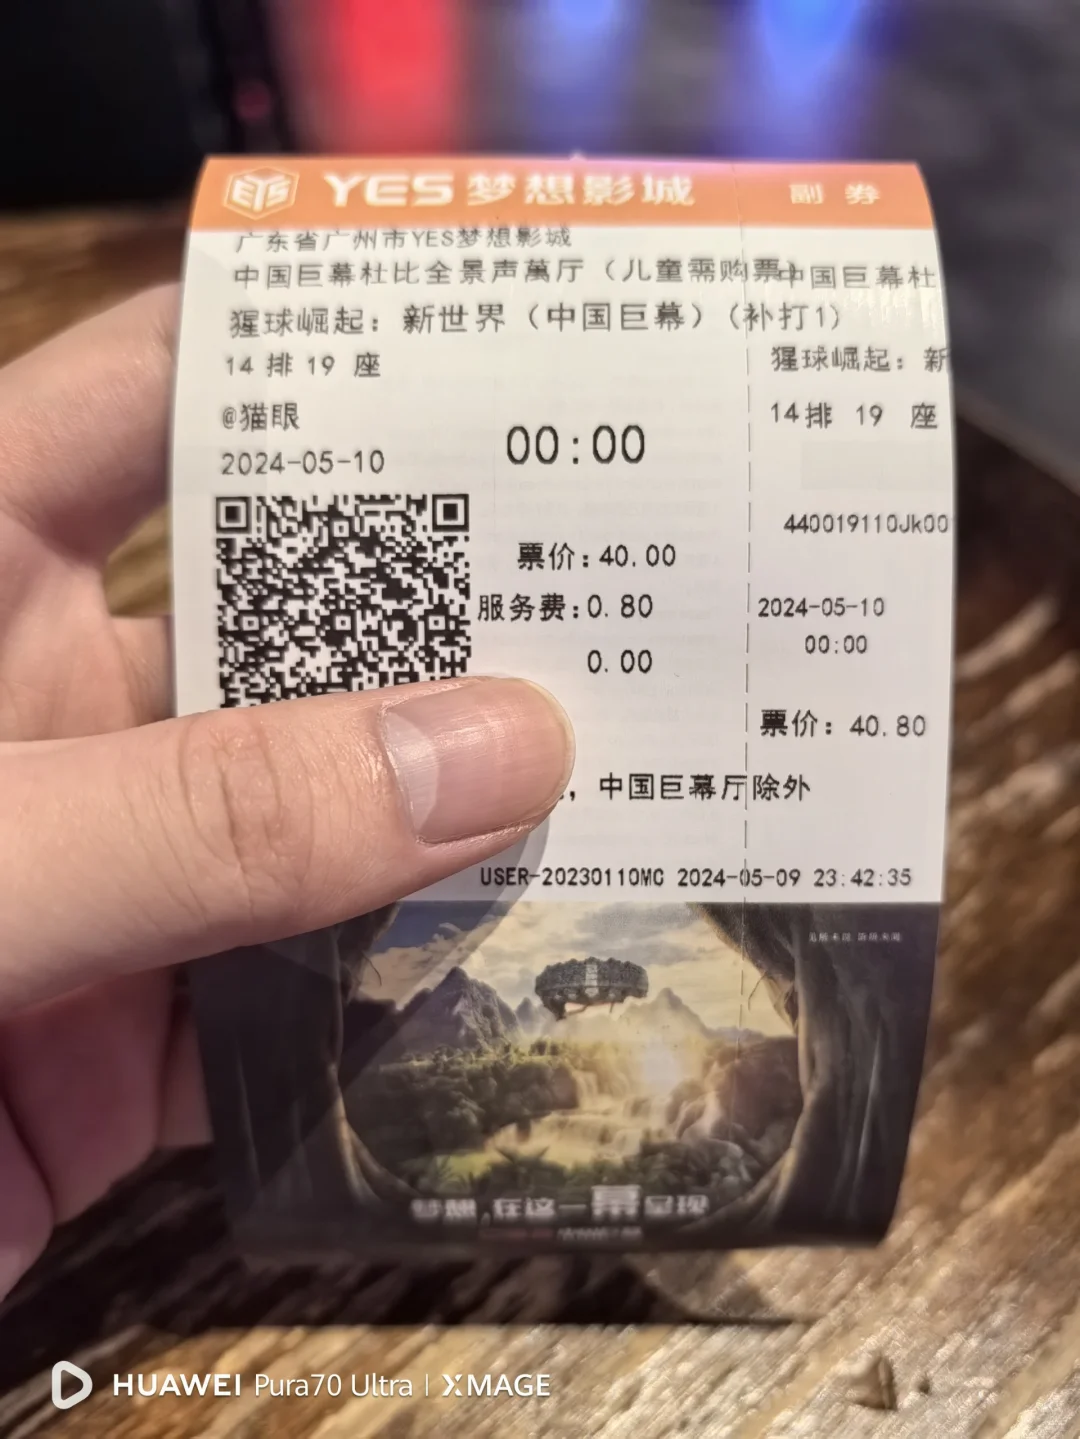 YES 梦想影城 副 券
广东省广州市YES梦想影城
中国巨幕杜比全景声萬厅（儿童需购票）
中国巨幕杜
猩球崛起：新世界（中国巨幕）(补打1)
14 排 19 座
猩球崛起：新
@猫眼
14排 19 座
00:00
2024-05-10
440019110Jk00
票价:40.00
服务费:0.80
2024-05-10
00:00
0.00
票价: 40.80
，中国巨幕厅除外
USER-20230110MC 2024-05-09 23:42:35
梦想,在这一幕呈现
HUAWEI Pura70 Ultra | XMAGE